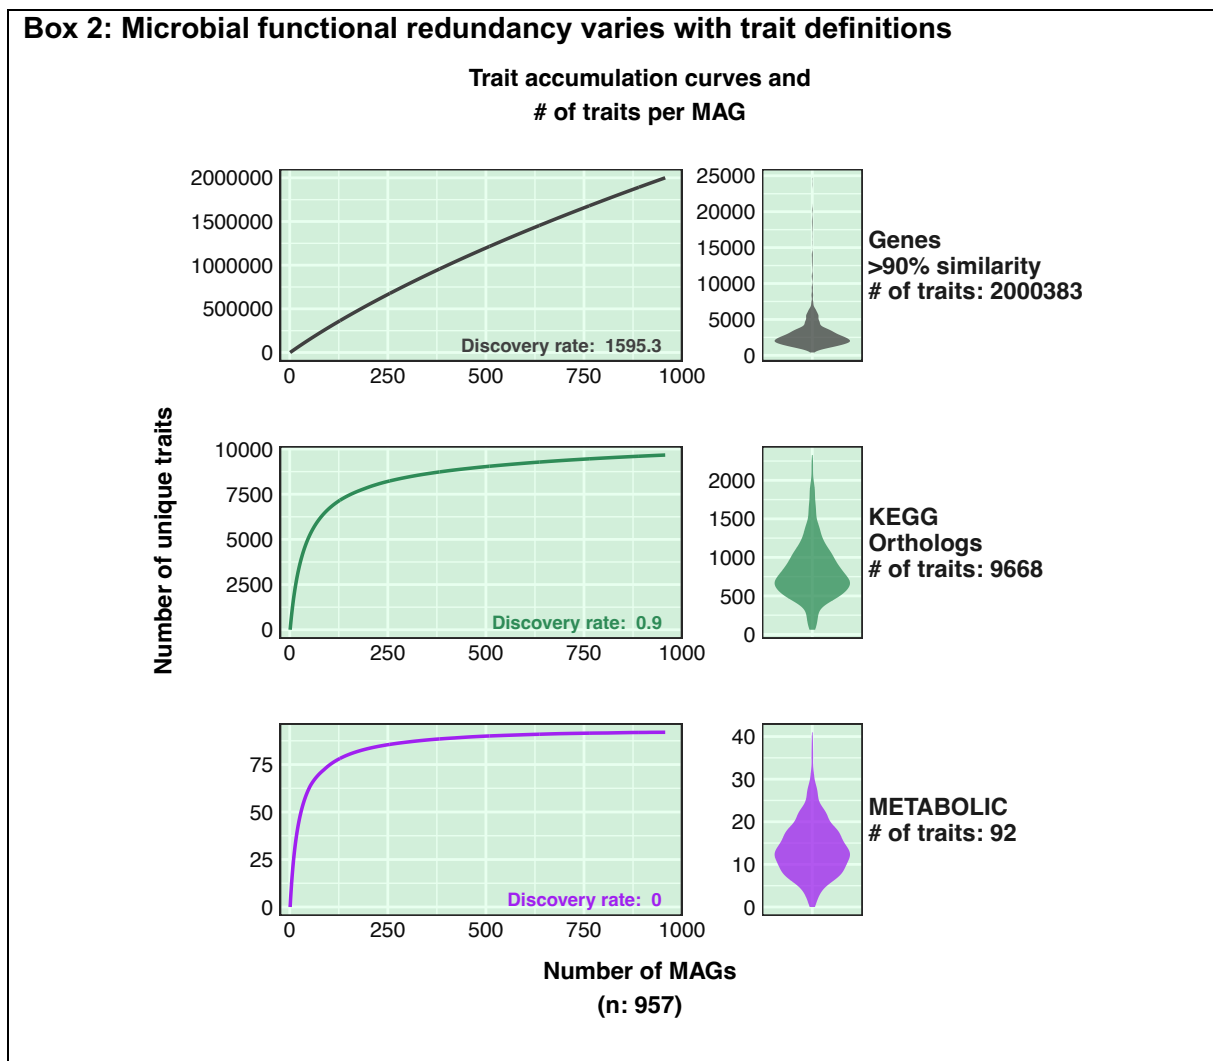 Box 2: Microbial functional redundancy varies with trait definitions
Trait accumulation curves and
# of traits per MAG
Number of unique traits
2000000
1500000
1000000
500000
0
Discovery rate: 1595.3
0 250 500 750 1000
25000
20000
15000
10000
5000
0
Genes
>90% similarity
# of traits: 2000383
10000
7500
5000
2500
0
Discovery rate: 0.9
0 250 500 750 1000
2000
1500
1000
500
0
KEGG
Orthologs
# of traits: 9668
75
50
25
0
Discovery rate: 0
0 250 500 750 1000
40
30
20
10
0
METABOLIC
# of traits: 92
Number of MAGs
(n: 957)